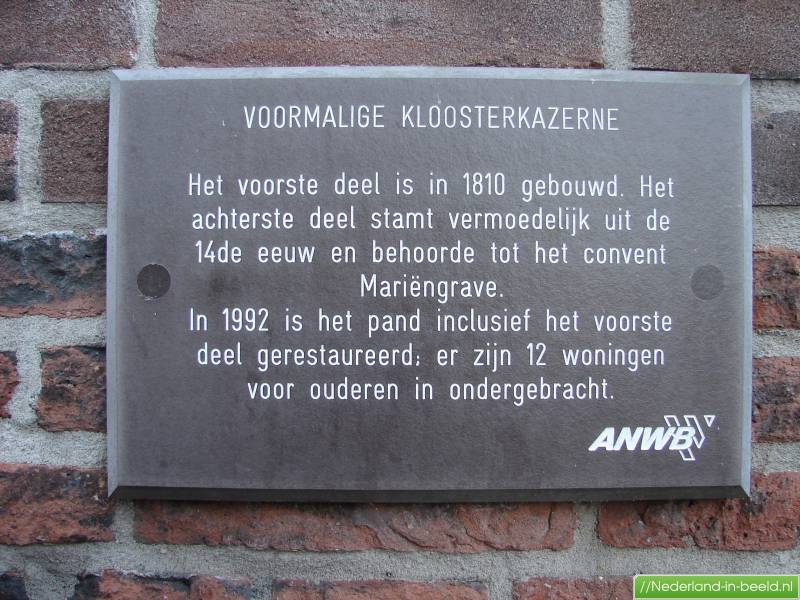 VOORMALIGE KLOOSTERKAZERNE
Het voorste deel is in 1810 gebouwd. Het
achterste deel stamt vermoedelijk uit de
14de eeuw en behoorde tot het convent
Mariëngrave.
In 1992 is het pand inclusief het voorste
deel gerestaureerd; er zijn 12 woningen
voor ouderen in ondergebracht.
ANWB
//Nederland-in-beeld.nl